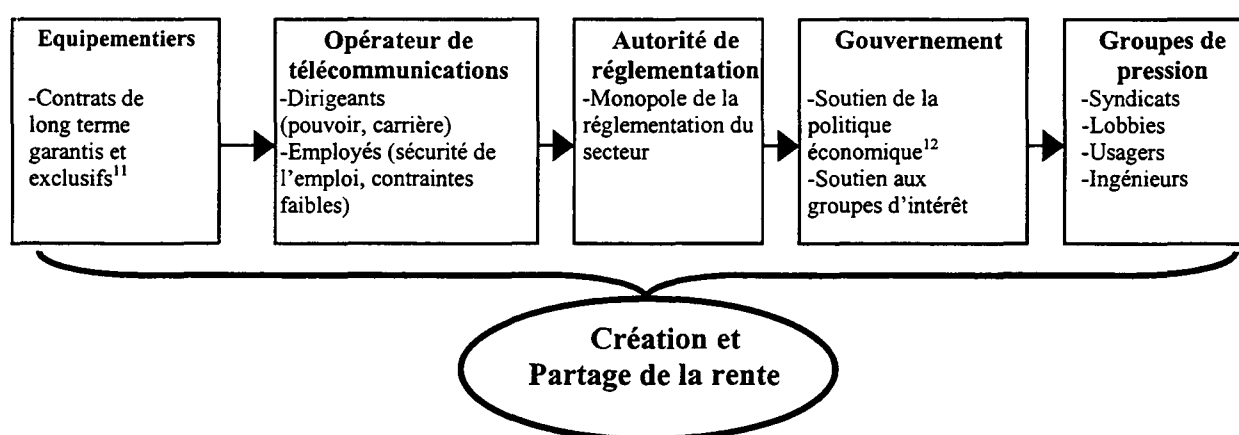 Equipementiers
-Contrats de
long terme
garantis et
exclusifs¹¹
Opérateur de
télécommunications
-Dirigeants
(pouvoir, carrière)
-Employés (sécurité de
l'emploi, contraintes
faibles)
Autorité de
réglementation
-Monopole de la
réglementation du
secteur
Gouvernement
-Soutien de la
politique
économique¹²
-Soutien aux
groupes d'intérêt
Groupes de
pression
-Syndicats
-Lobbies
-Usagers
-Ingénieurs
Création et
Partage de la rente